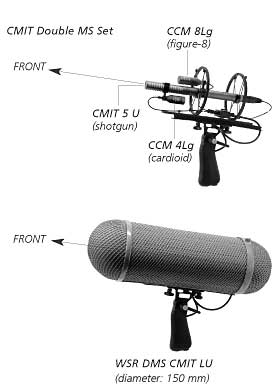 CMIT Double MS Set
CCM 8Lg
(figure-8)
FRONT
CMIT 5 U
(shotgun)
CCM 4Lg
(cardioid)
FRONT
WSR DMS CMIT LU
(diameter: 150 mm)